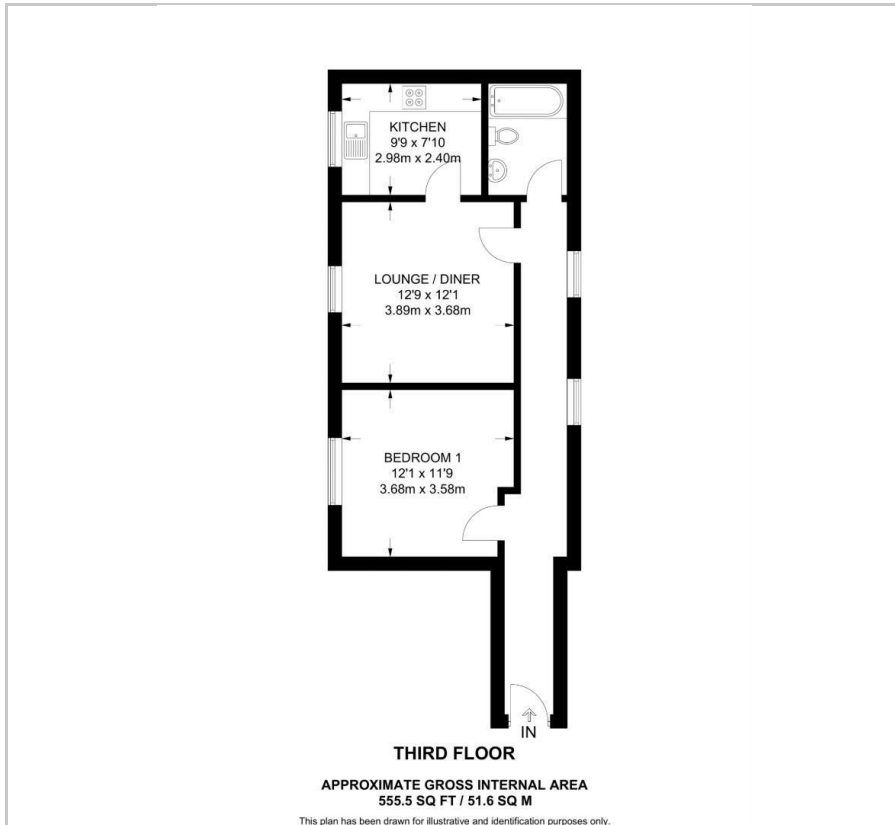 KITCHEN
9'9 x 7'10
2.98m x 2.40m
LOUNGE / DINER
12'9 x 12'1
3.89m x 3.68m
BEDROOM 1
12'1 x 11'9
3.68m x 3.58m
IN
THIRD FLOOR
APPROXIMATE GROSS INTERNAL AREA
555.5 SQ FT / 51.6 SQ M
This plan has been drawn for illustrative and identification purposes only.